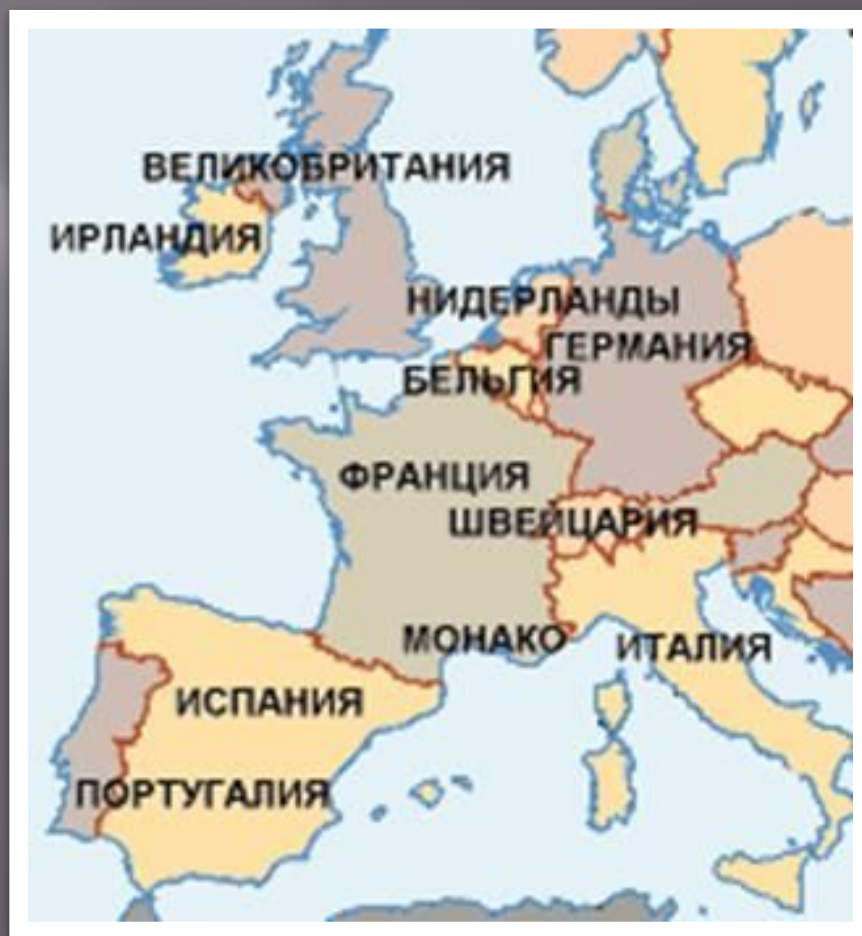 ВЕЛИКОБРИТАНИЯ
ИРЛАНДИЯ
НИДЕРЛАНДЫ
ГЕРМАНИЯ
БЕЛЬГИЯ
ФРАНЦИЯ
ШВЕЙЦАРИЯ
МОНАКО
ИТАЛИЯ
ИСПАНИЯ
ПОРТУГАЛИЯ